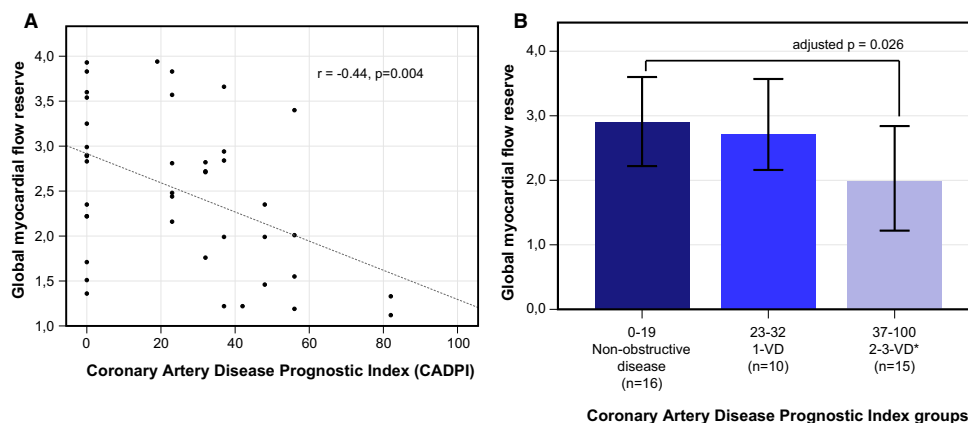 A
Global myocardial flow reserve
4,0
3,5
3,0
2,5
2,0
1,5
1,0
r = -0.44, p=0.004
0
20
40
60
80
100
Coronary Artery Disease Prognostic Index (CADPI)
B
Global myocardial flow reserve
4,0
3,0
2,0
1,0
0,0
adjusted p = 0.026
0-19
Non-obstructive
disease
(n=16)
23-32
1-VD
(n=10)
37-100
2-3-VD*
(n=15)
Coronary Artery Disease Prognostic Index groups